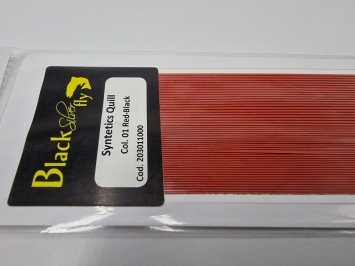 Black Silver fly
Syntetics Quill
Col. 01 Red-Black
Cod. 203011000